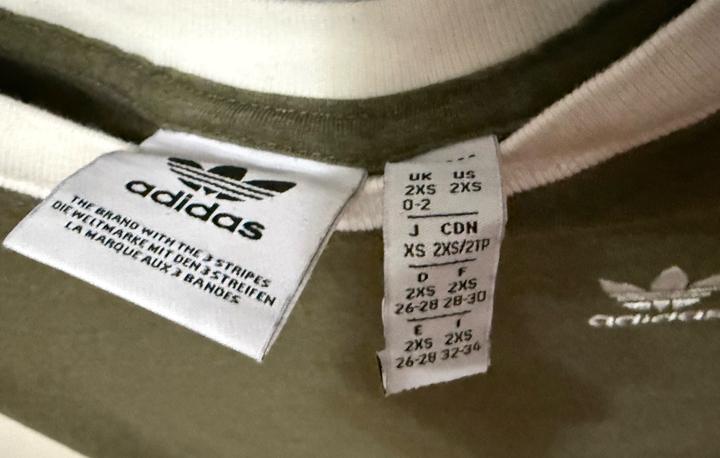 adidas
THE BRAND WITH THE 3 STRIPES
DIE WELTMARKE MIT DEN 3 STREIFEN
LA MARQUE AUX 3 BANDES
UK US
2XS 2XS
0-2
J CDN
XS 2XS/2TP
D F
2XS 2XS
26-28 28-30
E I
2XS 2XS
26-28 32-34
adidas